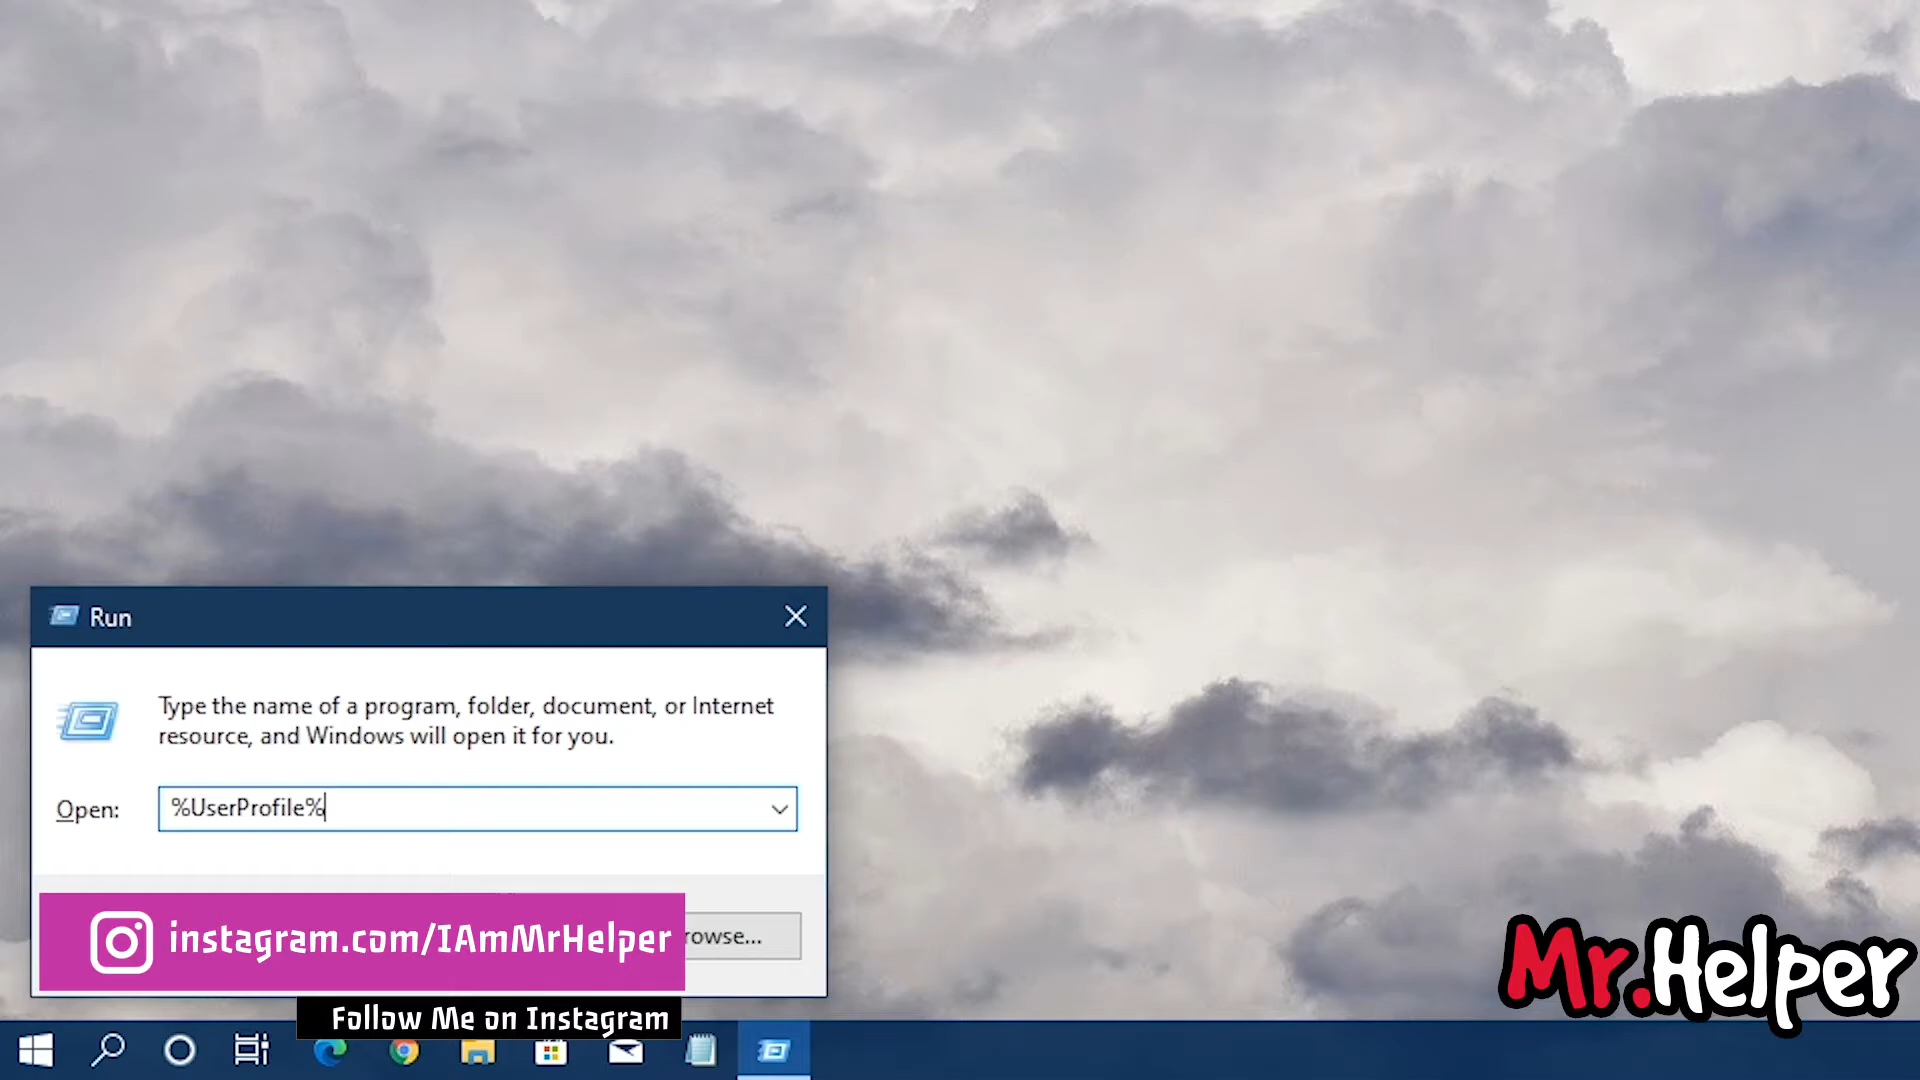 Run
Type the name of a program, folder, document, or Internet
resource, and Windows will open it for you.
Open: %UserProfile%
instagram.com/IAmMrHelper
rowse...
Follow Me on Instagram
Mr.Helper